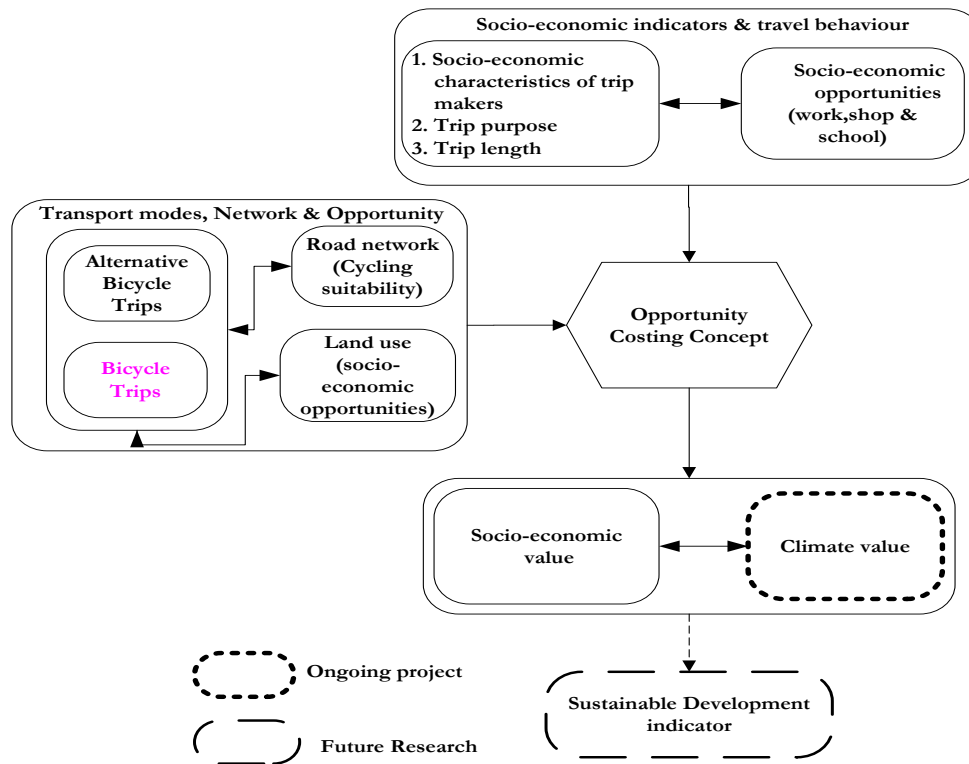 Socio-economic indicators & travel behaviour
1. Socio-economic
characteristics of trip
makers
2. Trip purpose
3. Trip length
Socio-economic
opportunities
(work,shop &
school)
Transport modes, Network & Opportunity
Alternative
Bicycle
Trips
Bicycle
Trips
Road network
(Cycling
suitability)
Land use
(socio-
economic
opportunities)
Opportunity
Costing Concept
Socio-economic
value
Climate value
Ongoing project
Future Research
Sustainable Development
indicator